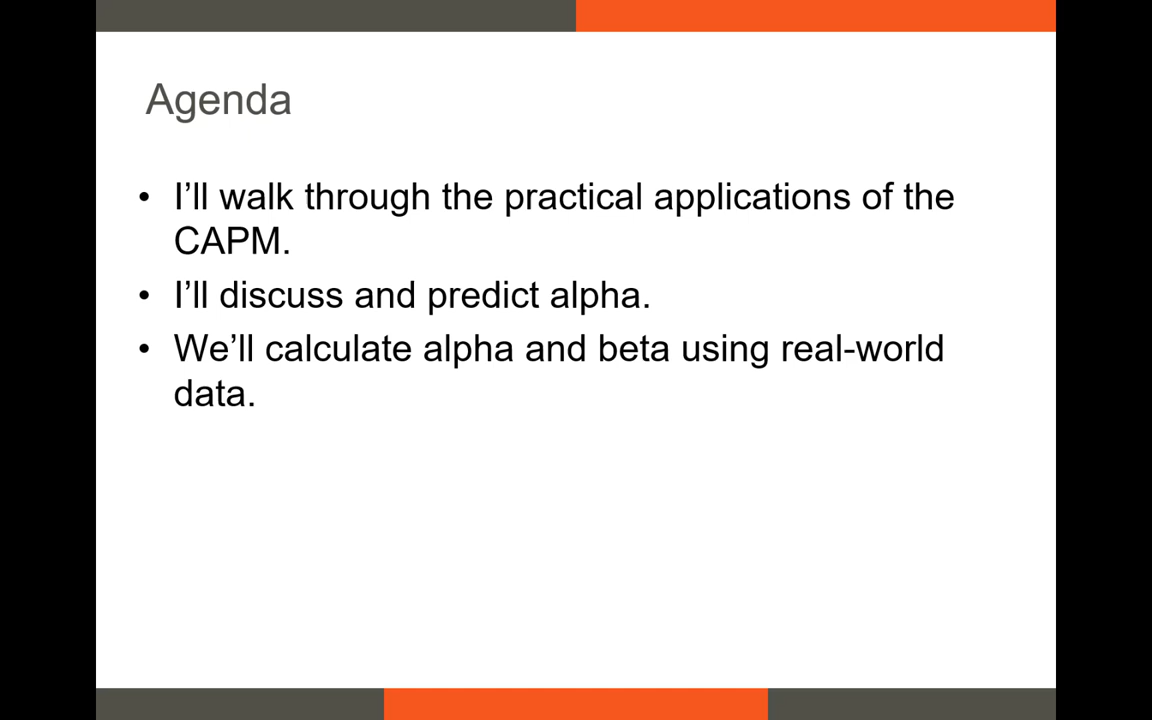 Agenda
• I’ll walk through the practical applications of the
CAPM.
• I’ll discuss and predict alpha.
• We’ll calculate alpha and beta using real-world
data.